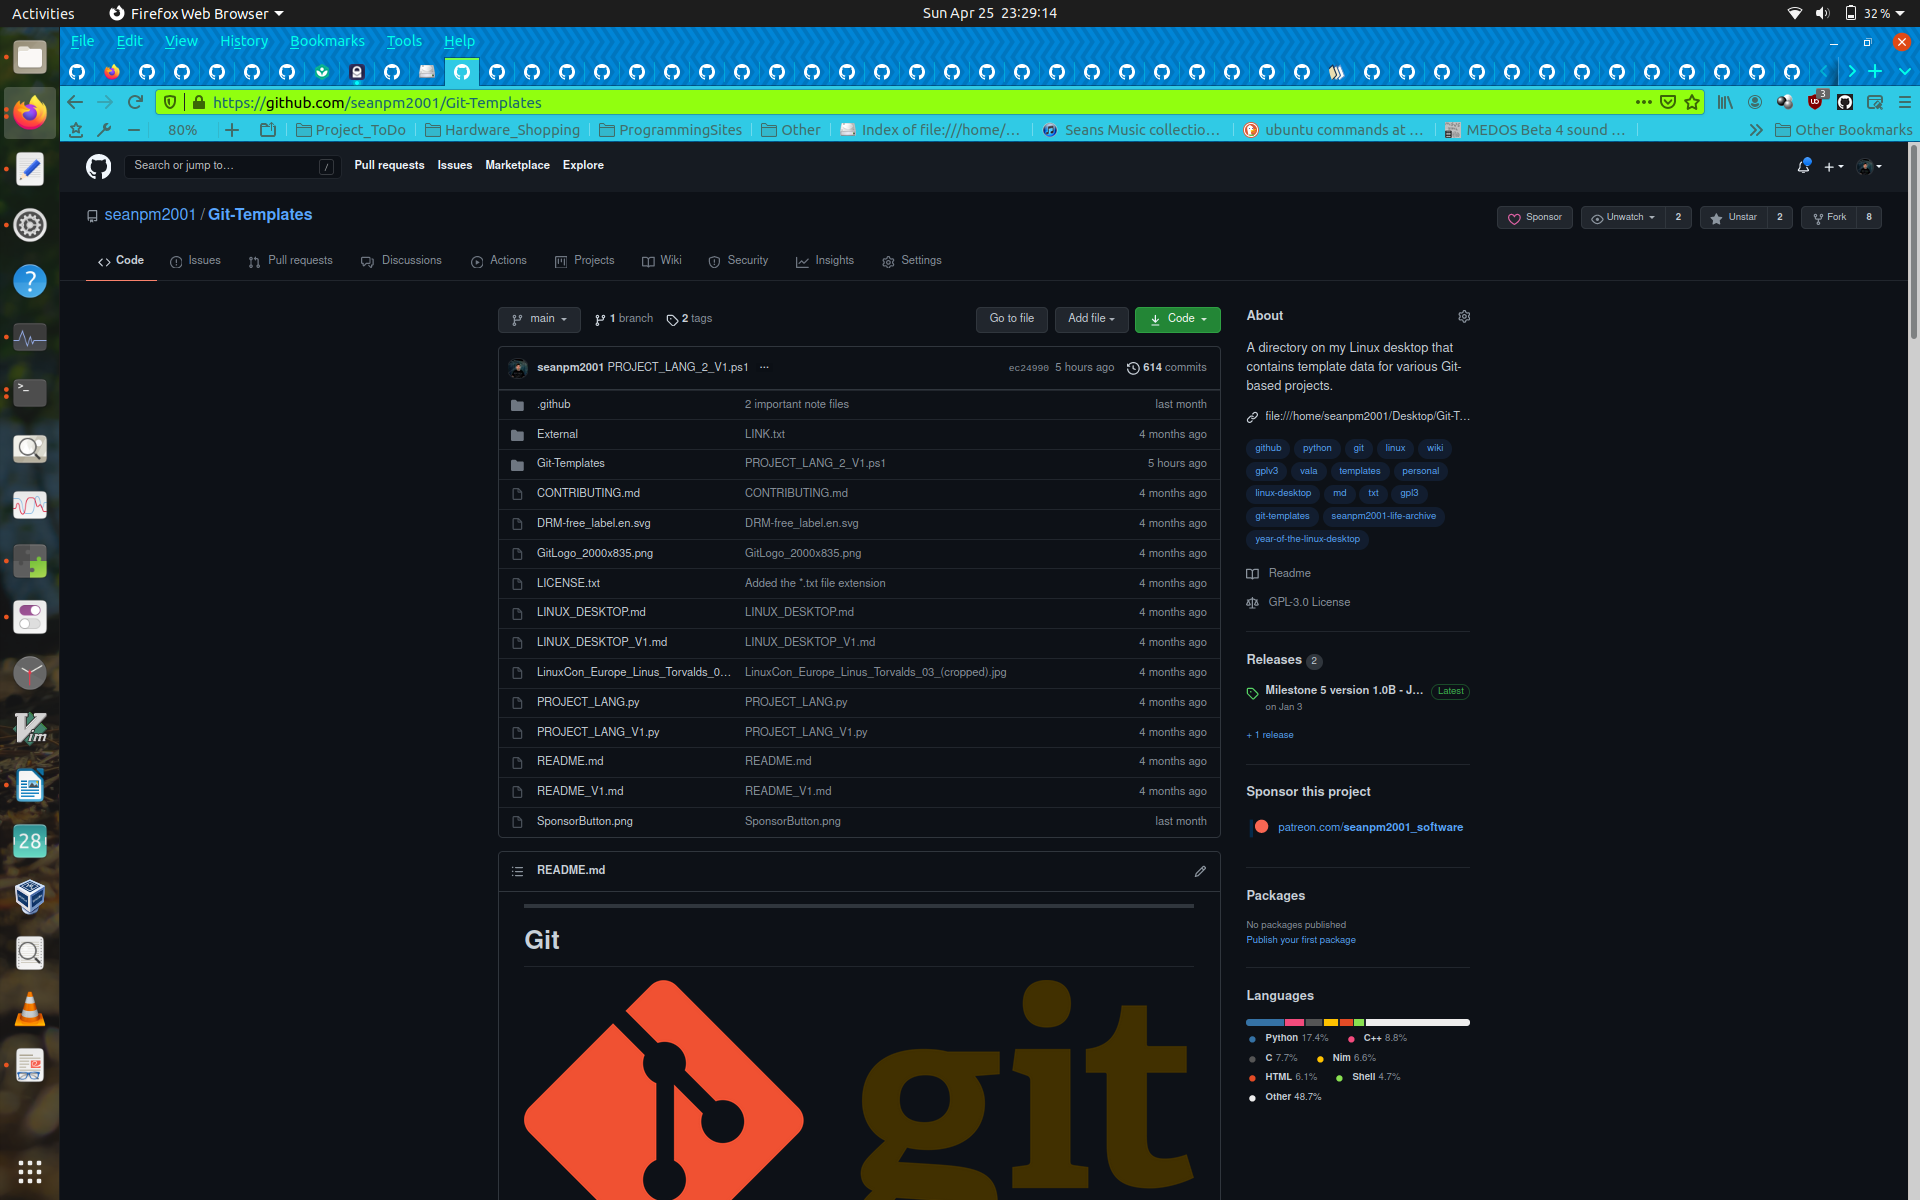 Activities Firefox Web Browser Sun Apr 25 23:29:14 32 %
File Edit View History Bookmarks Tools Help
https://github.com/seanpm2001/Git-Templates 3
80% Project_ToDo Hardware_Shopping ProgrammingSites Other Index of file:///home/... Seans Music collectio... ubuntu commands at ... MEDOS Beta 4 sound ... Other Bookmarks
Search or jump to... / Pull requests Issues Marketplace Explore
seanpm2001 / Git-Templates Sponsor Unwatch 2 Unstar 2 Fork 8
Code Issues Pull requests Discussions Actions Projects Wiki Security Insights Settings
main 1 branch 2 tags Go to file Add file Code
seanpm2001 PROJECT_LANG_2_V1.ps1 ... ec24990 5 hours ago 614 commits
.github 2 important note files last month
External LINK.txt 4 months ago
Git-Templates PROJECT_LANG_2_V1.ps1 5 hours ago
CONTRIBUTING.md CONTRIBUTING.md 4 months ago
DRM-free_label.en.svg DRM-free_label.en.svg 4 months ago
GitLogo_2000x835.png GitLogo_2000x835.png 4 months ago
LICENSE.txt Added the *.txt file extension 4 months ago
LINUX_DESKTOP.md LINUX_DESKTOP.md 4 months ago
LINUX_DESKTOP_V1.md LINUX_DESKTOP_V1.md 4 months ago
LinuxCon_Europe_Linus_Torvalds_0... LinuxCon_Europe_Linus_Torvalds_03_(cropped).jpg 4 months ago
PROJECT_LANG.py PROJECT_LANG.py 4 months ago
PROJECT_LANG_V1.py PROJECT_LANG_V1.py 4 months ago
README.md README.md 4 months ago
README_V1.md README_V1.md 4 months ago
SponsorButton.png SponsorButton.png last month
README.md
Git
git
About
A directory on my Linux desktop that
contains template data for various Git-
based projects.
file:///home/seanpm2001/Desktop/Git-T...
github python git linux wiki
gplv3 vala templates personal
linux-desktop md txt gpl3
git-templates seanpm2001-life-archive
year-of-the-linux-desktop
Readme
GPL-3.0 License
Releases 2
Milestone 5 version 1.0B - J... Latest
on Jan 3
+ 1 release
Sponsor this project
patreon.com/seanpm2001_software
Packages
No packages published
Publish your first package
Languages
Python 17.4% C++ 8.8%
C 7.7% Nim 6.6%
HTML 6.1% Shell 4.7%
Other 48.7%
Vim
28